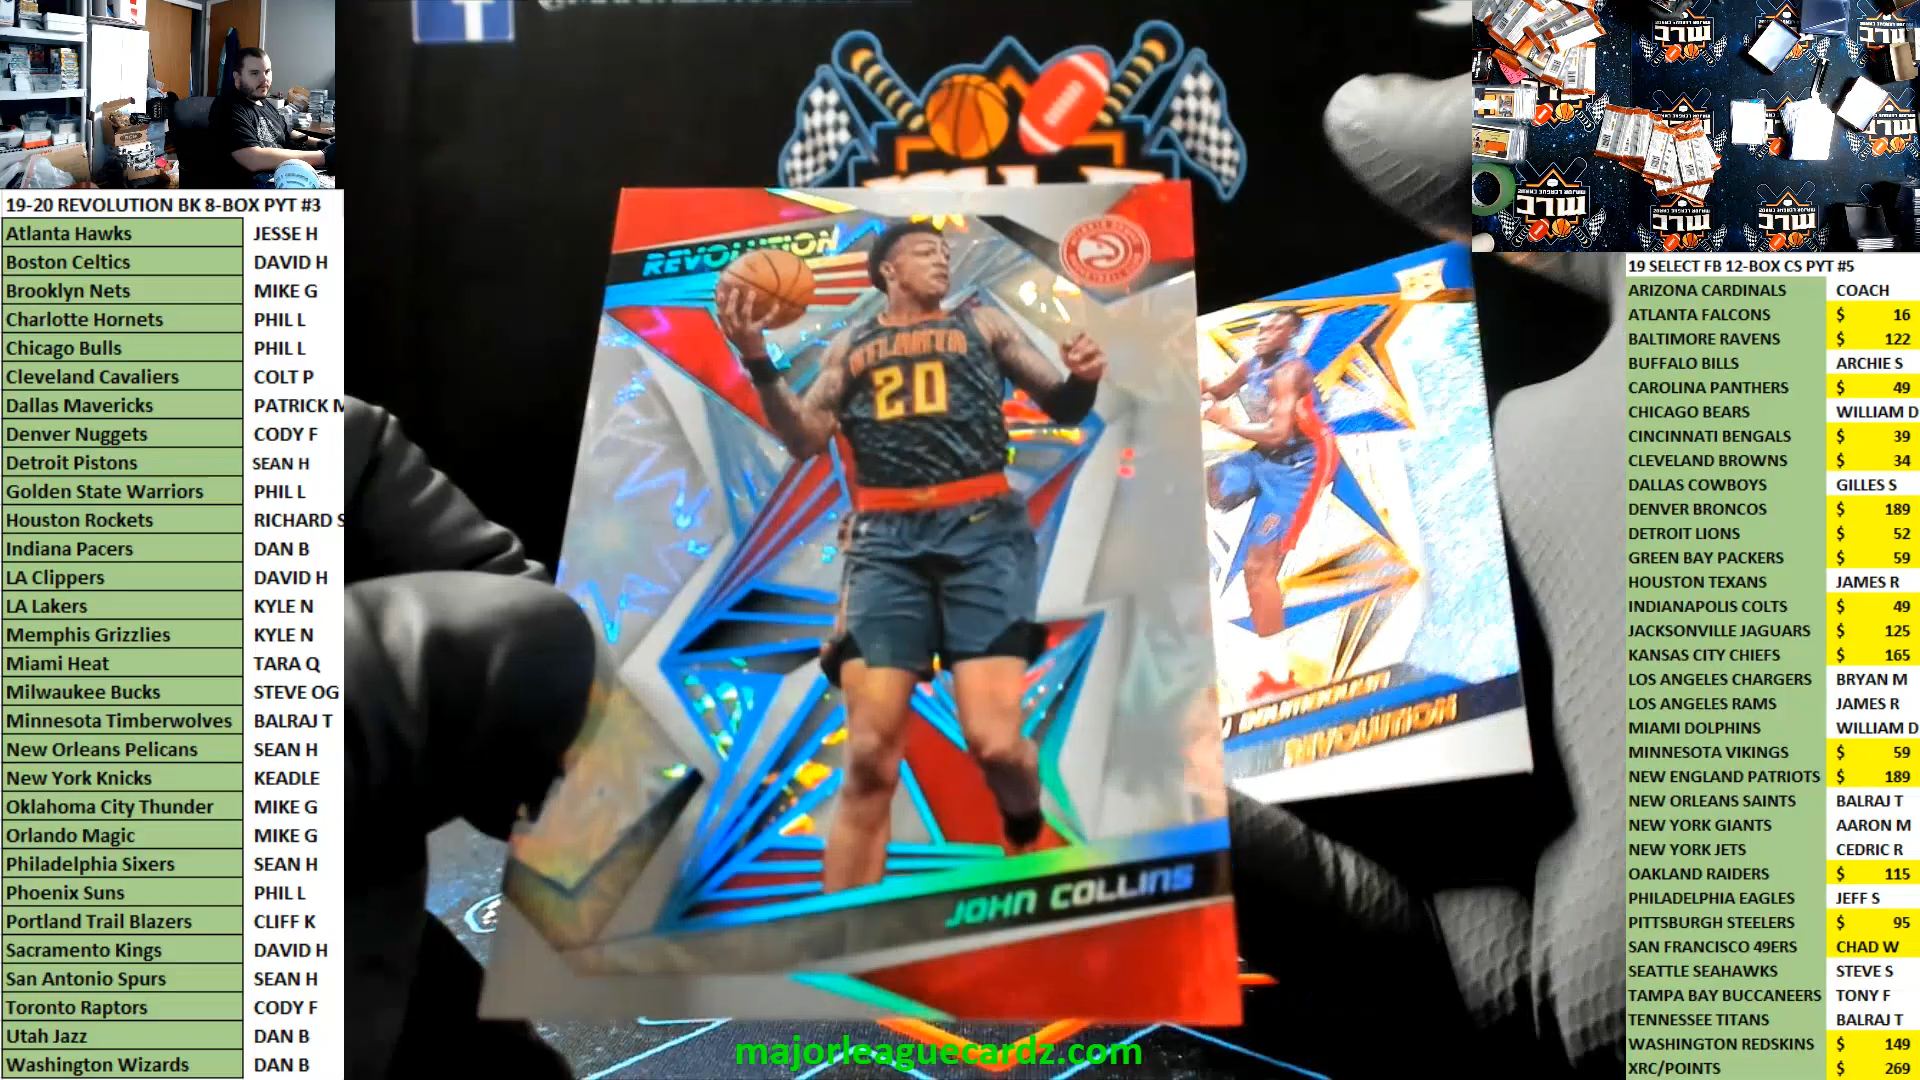 19-20 REVOLUTION BK 8-BOX PYT #3
Atlanta Hawks JESSE H
Boston Celtics DAVID H
Brooklyn Nets MIKE G
Charlotte Hornets PHIL L
Chicago Bulls PHIL L
Cleveland Cavaliers COLT P
Dallas Mavericks PATRICK M
Denver Nuggets CODY F
Detroit Pistons SEAN H
Golden State Warriors PHIL L
Houston Rockets RICHARD S
Indiana Pacers DAN B
LA Clippers DAVID H
LA Lakers KYLE N
Memphis Grizzlies KYLE N
Miami Heat TARA Q
Milwaukee Bucks STEVE OG
Minnesota Timberwolves BALRAJ T
New Orleans Pelicans SEAN H
New York Knicks KEADLE
Oklahoma City Thunder MIKE G
Orlando Magic MIKE G
Philadelphia Sixers SEAN H
Phoenix Suns PHIL L
Portland Trail Blazers CLIFF K
Sacramento Kings DAVID H
San Antonio Spurs SEAN H
Toronto Raptors CODY F
Utah Jazz DAN B
Washington Wizards DAN B
REVOLUTION
ATLANTA
20
JOHN COLLINS
REVOLUTION
majorleaguecardz.com
19 SELECT FB 12-BOX CS PYT #5
ARIZONA CARDINALS COACH
ATLANTA FALCONS $ 16
BALTIMORE RAVENS $ 122
BUFFALO BILLS ARCHIE S
CAROLINA PANTHERS $ 49
CHICAGO BEARS WILLIAM D
CINCINNATI BENGALS $ 39
CLEVELAND BROWNS $ 34
DALLAS COWBOYS GILLES S
DENVER BRONCOS $ 189
DETROIT LIONS $ 52
GREEN BAY PACKERS $ 59
HOUSTON TEXANS JAMES R
INDIANAPOLIS COLTS $ 49
JACKSONVILLE JAGUARS $ 125
KANSAS CITY CHIEFS $ 165
LOS ANGELES CHARGERS BRYAN M
LOS ANGELES RAMS JAMES R
MIAMI DOLPHINS WILLIAM D
MINNESOTA VIKINGS $ 59
NEW ENGLAND PATRIOTS $ 189
NEW ORLEANS SAINTS BALRAJ T
NEW YORK GIANTS AARON M
NEW YORK JETS CEDRIC R
OAKLAND RAIDERS $ 115
PHILADELPHIA EAGLES JEFF S
PITTSBURGH STEELERS $ 95
SAN FRANCISCO 49ERS CHAD W
SEATTLE SEAHAWKS STEVE S
TAMPA BAY BUCCANEERS TONY F
TENNESSEE TITANS BALRAJ T
WASHINGTON REDSKINS $ 149
XRC/POINTS $ 269